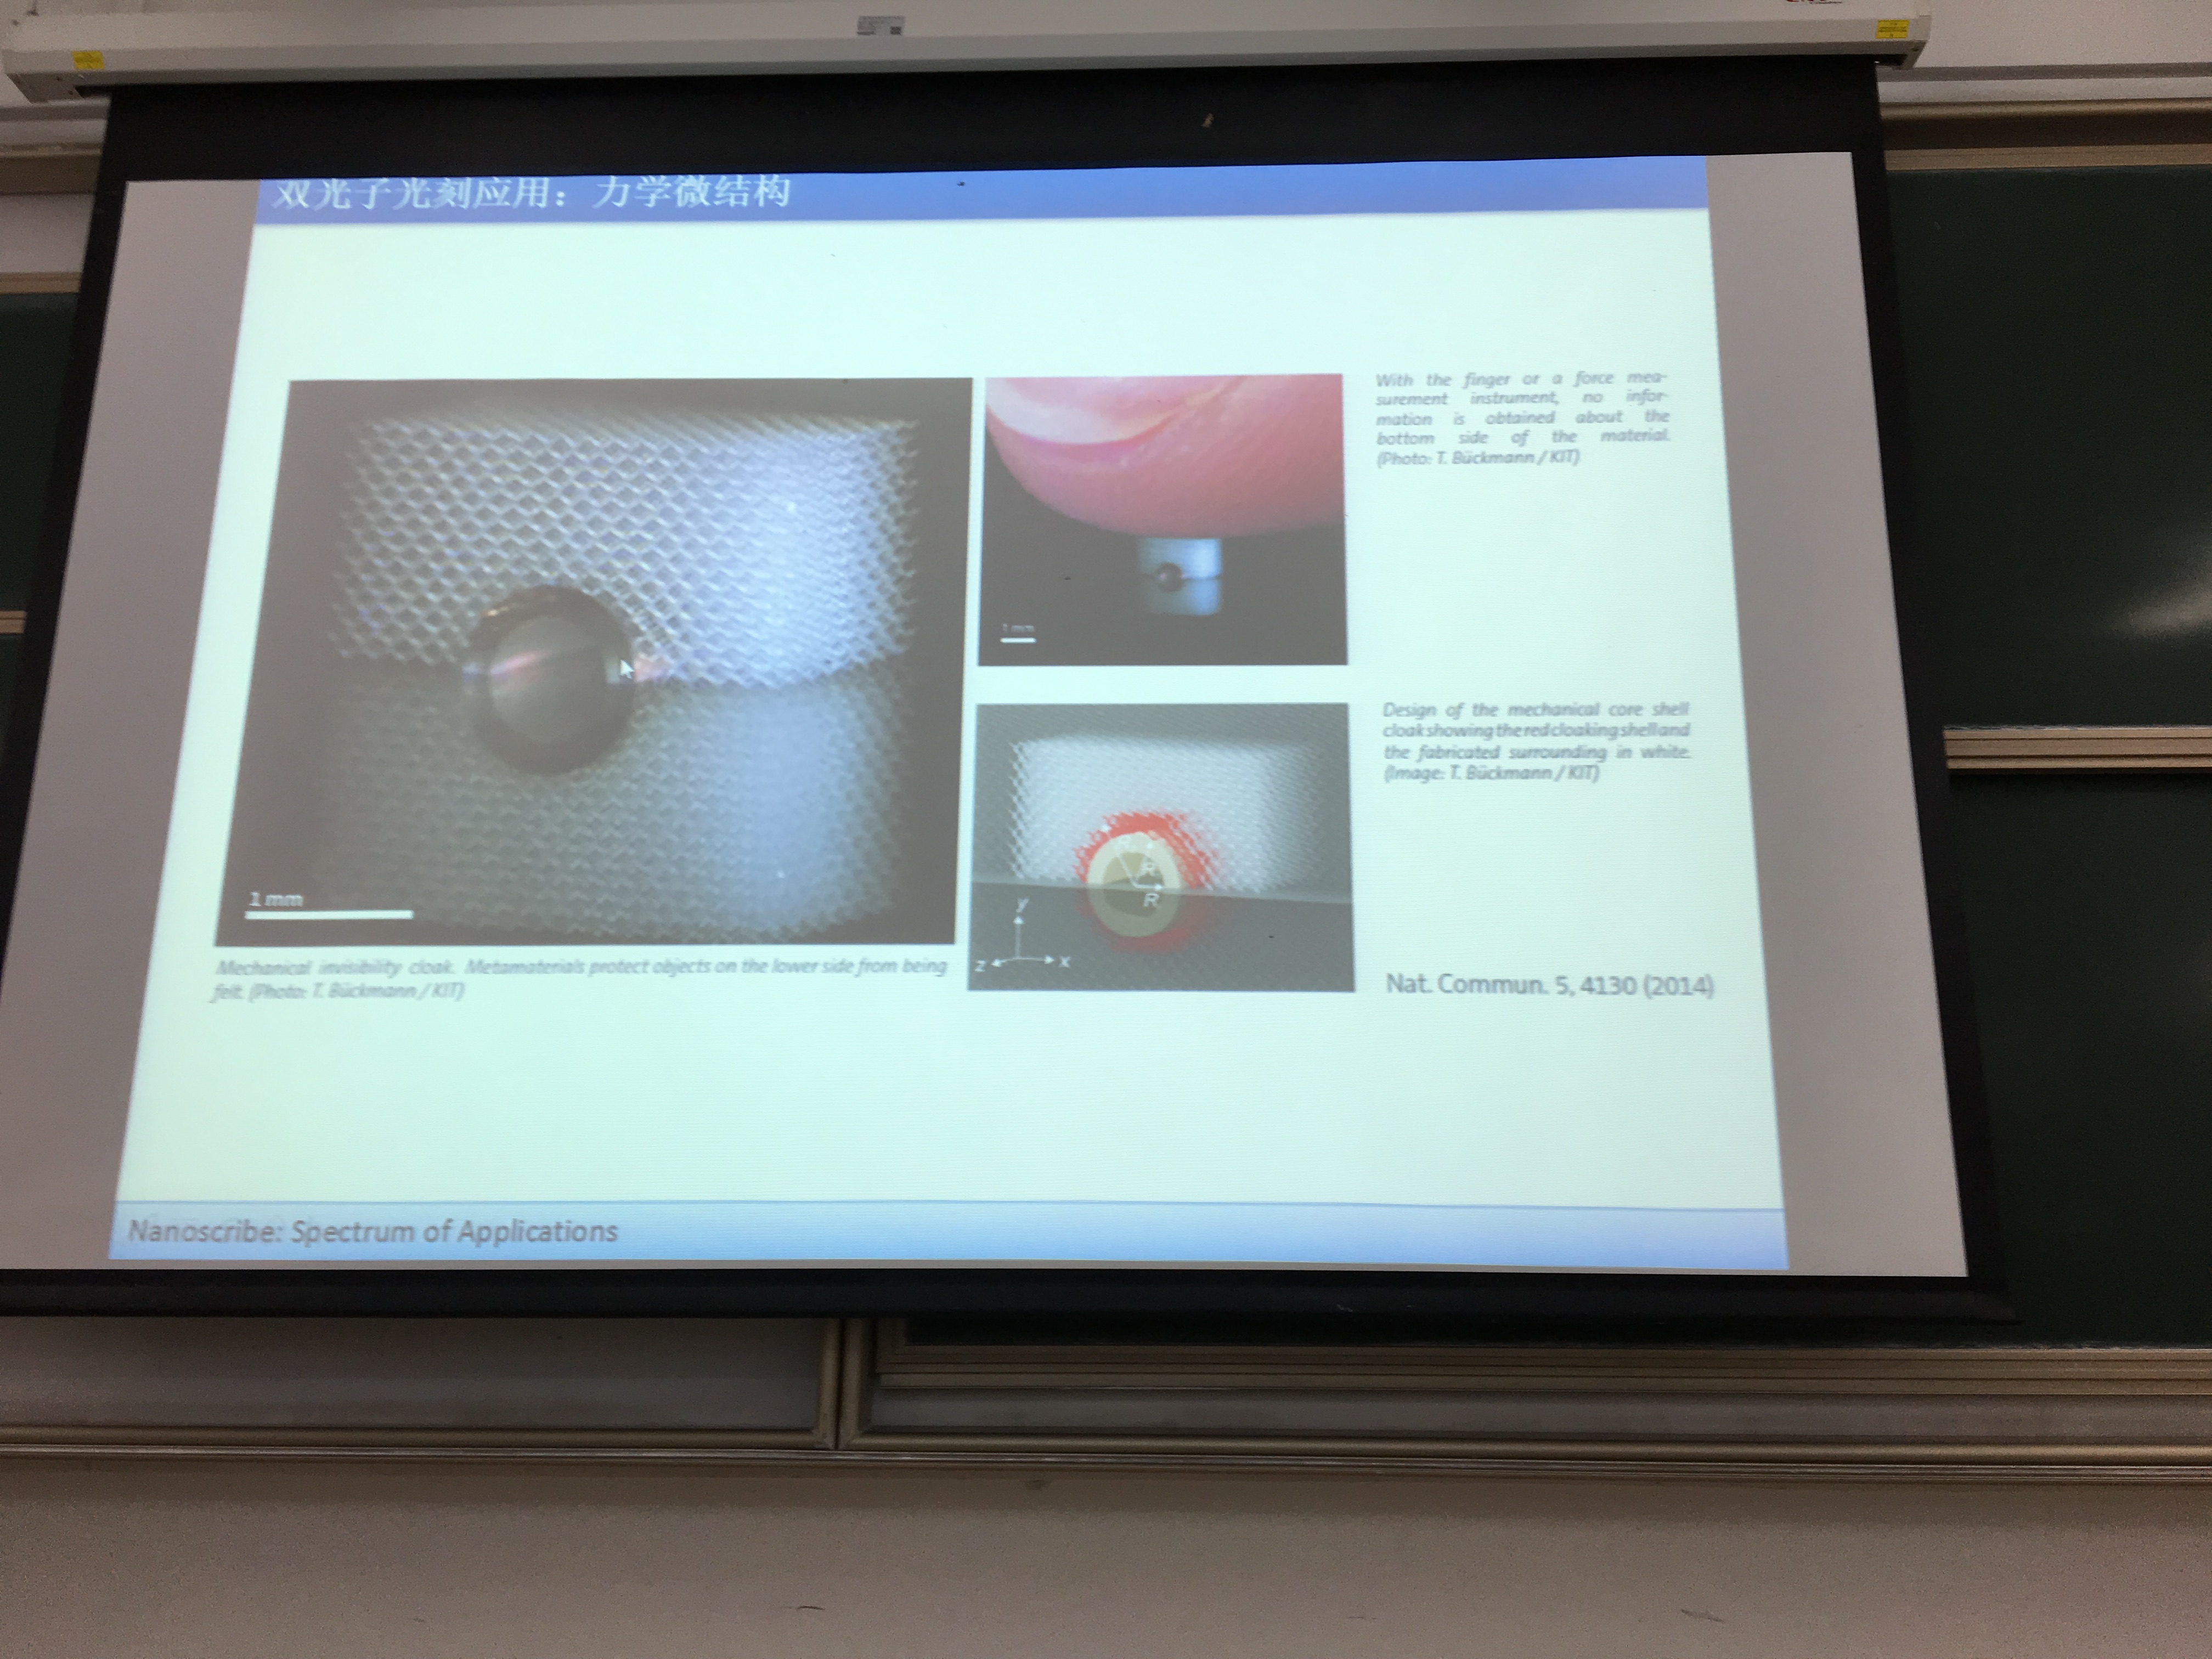 双光子光刻应用：力学微结构
With the finger or a force mea-
surement instrument, no infor-
mation is obtained about the
bottom side of the material.
(Photo: T. Bückmann / KIT)
1 mm
1 mm
Design of the mechanical core shell
cloak showing the red cloaking shell and
the fabricated surrounding in white.
(Image: T. Bückmann / KIT)
R
R
y
z
x
Mechanical invisibility cloak. Metamaterials protect objects on the lower side from being
felt. (Photo: T. Bückmann / KIT)
Nat. Commun. 5, 4130 (2014)
Nanoscribe: Spectrum of Applications